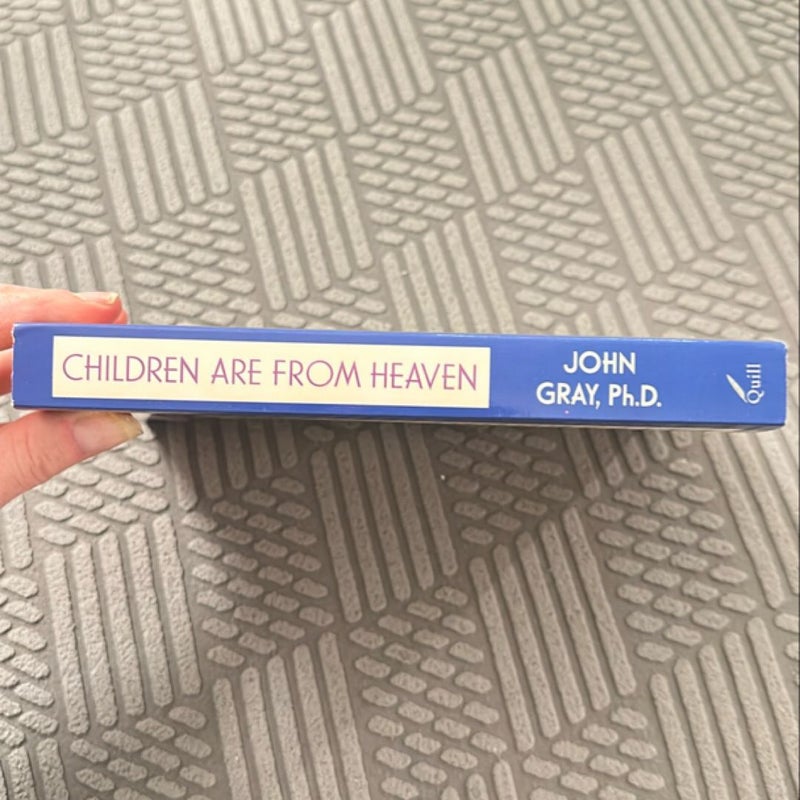 CHILDREN ARE FROM HEAVEN
JOHN
GRAY, Ph.D.
Quill